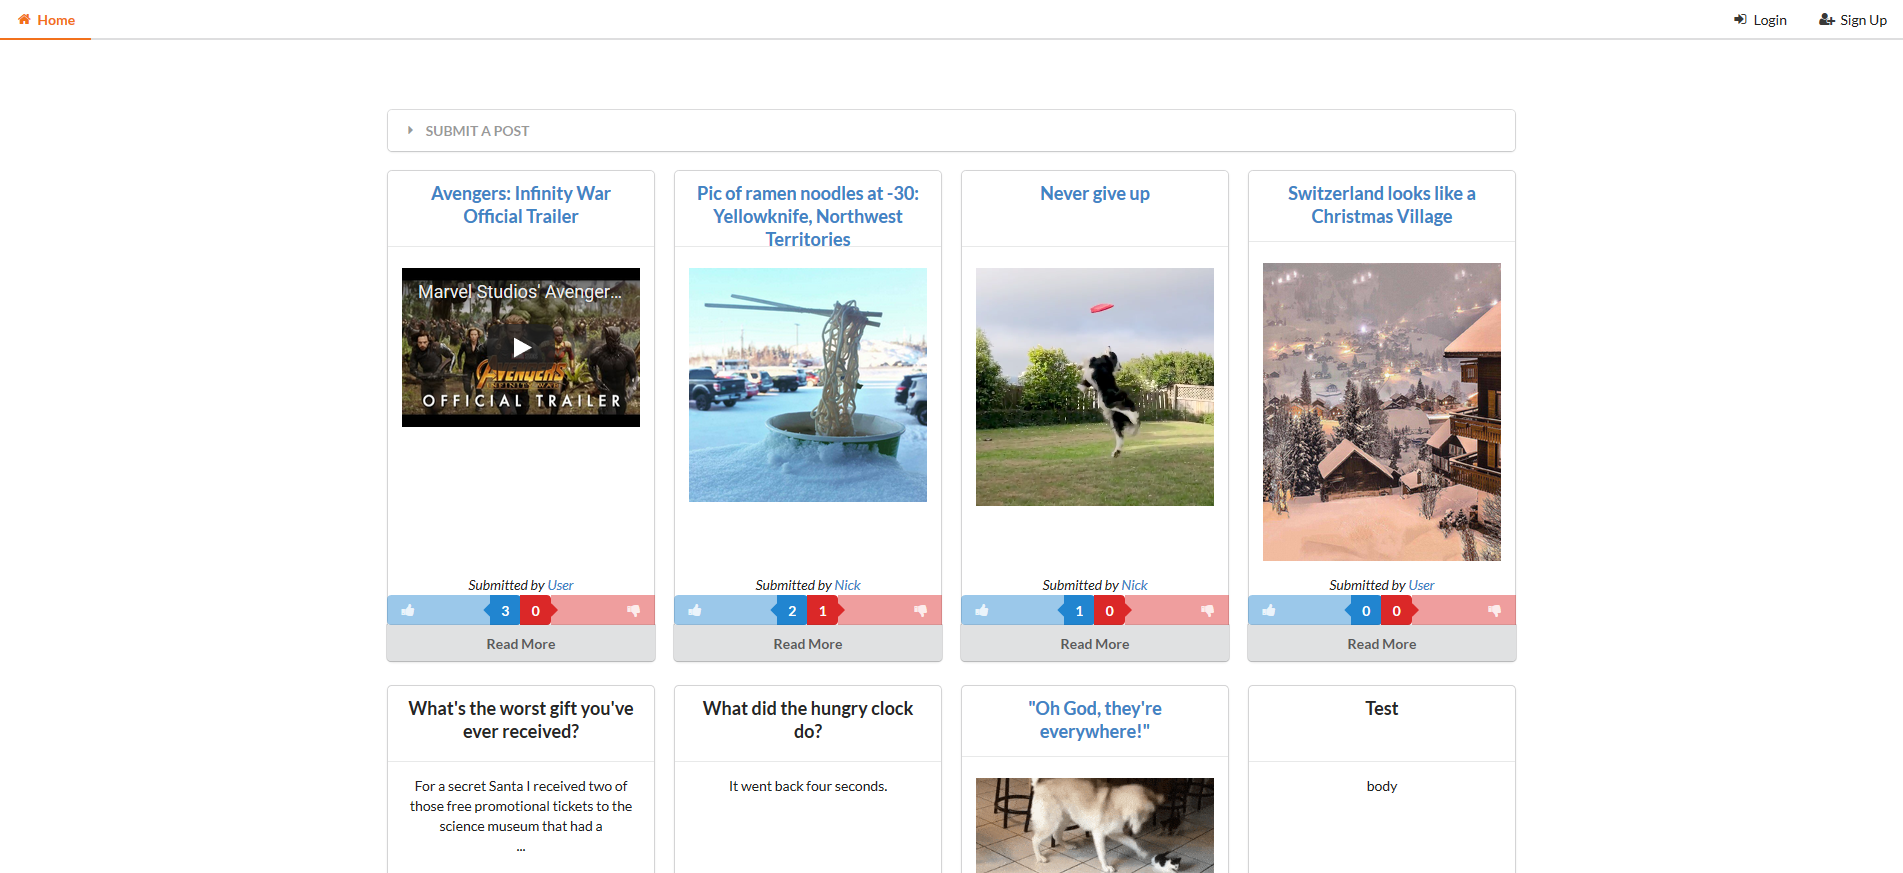 Home
Login
Sign Up
SUBMIT A POST
Avengers: Infinity War
Official Trailer
Marvel Studios' Avenger...
AVENGERS
INFINITY WAR
OFFICIAL TRAILER
Submitted by User
3 0
Read More
Pic of ramen noodles at -30:
Yellowknife, Northwest
Territories
Submitted by Nick
2 1
Read More
Never give up
Submitted by Nick
1 0
Read More
Switzerland looks like a
Christmas Village
Submitted by User
0 0
Read More
What's the worst gift you've
ever received?
For a secret Santa I received two of
those free promotional tickets to the
science museum that had a
...
What did the hungry clock
do?
It went back four seconds.
"Oh God, they're
everywhere!"
Test
body